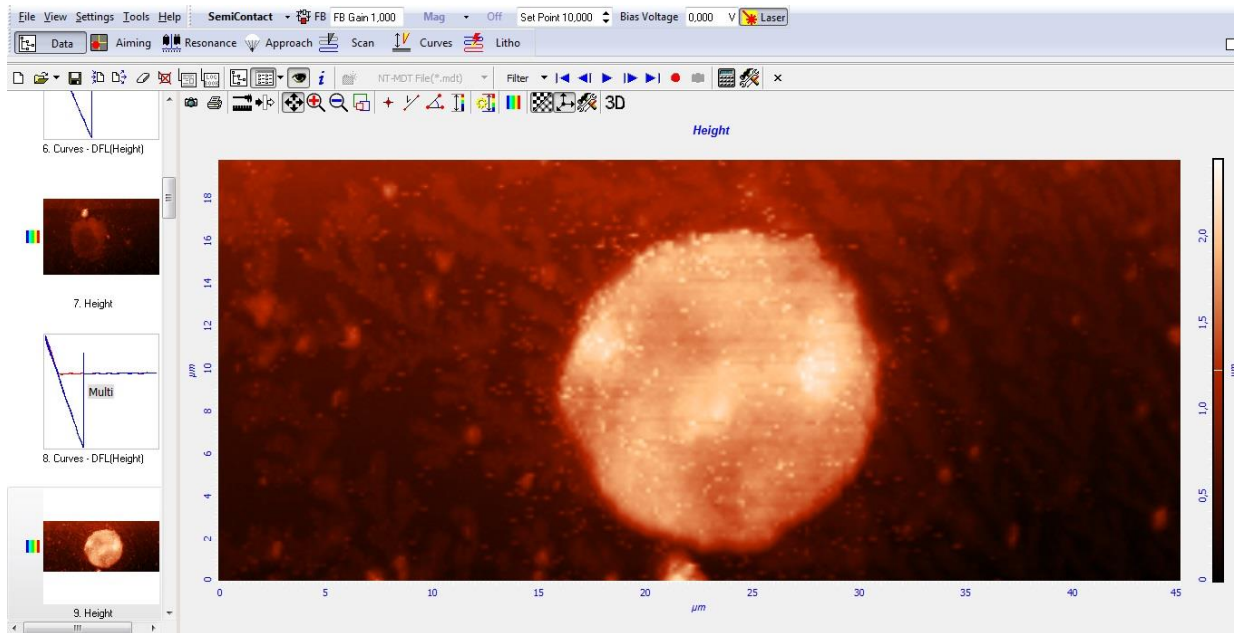 File View Settings Tools Help SemiContact FB FB Gain 1,000 Mag Off Set Point 10,000 Bias Voltage 0,000 V Laser
Data Aiming Resonance Approach Scan Curves Litho
NT-MDT File(*.mdt) Filter
3D
6. Curves - DFL(Height)
7. Height
Multi
8. Curves - DFL(Height)
9. Height
Height
18
16
14
12
10
8
6
4
2
0
µm
0 5 10 15 20 25 30 35 40 45
µm
2,0
1,5
1,0
0,5
0
µm